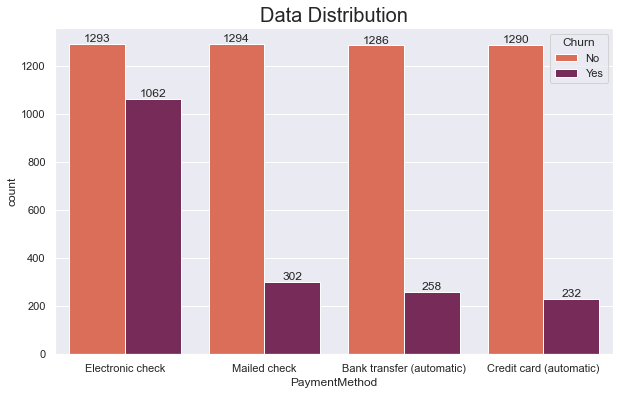 Data Distribution
Churn
No
Yes
1293
1294
1286
1290
1062
302
258
232
1200
1000
800
600
400
200
0
count
Electronic check
Mailed check
Bank transfer (automatic)
Credit card (automatic)
PaymentMethod